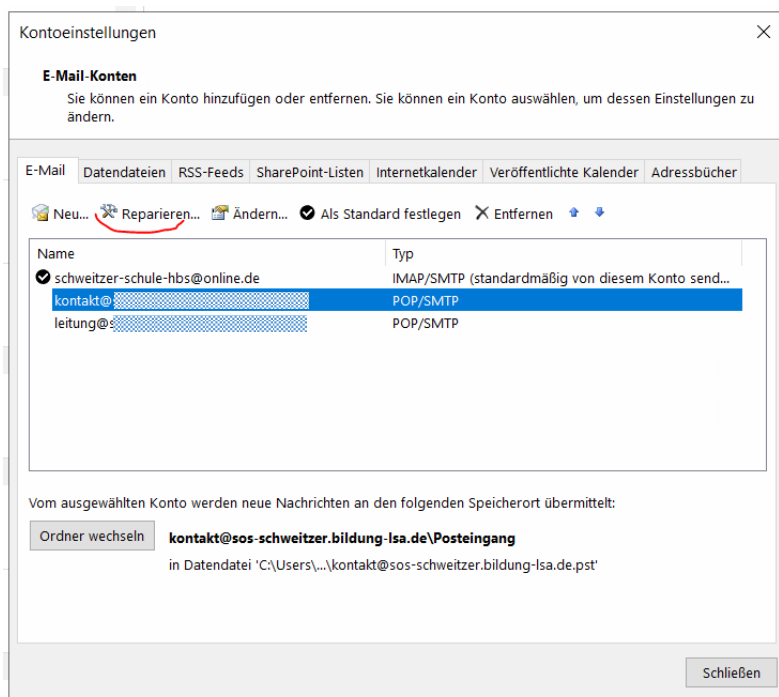 Kontoeinstellungen
E-Mail-Konten
Sie können ein Konto hinzufügen oder entfernen. Sie können ein Konto auswählen, um dessen Einstellungen zu
ändern.
E-Mail Datendateien RSS-Feeds SharePoint-Listen Internetkalender Veröffentlichte Kalender Adressbücher
Neu... Reparieren... Ändern... Als Standard festlegen Entfernen
Name Typ
schweitzer-schule-hbs@online.de IMAP/SMTP (standardmäßig von diesem Konto send...
kontakt@ POP/SMTP
leitung@s POP/SMTP
Vom ausgewählten Konto werden neue Nachrichten an den folgenden Speicherort übermittelt:
Ordner wechseln kontakt@sos-schweitzer.bildung-lsa.de\Posteingang
in Datendatei 'C:\Users\...\kontakt@sos-schweitzer.bildung-lsa.de.pst'
Schließen